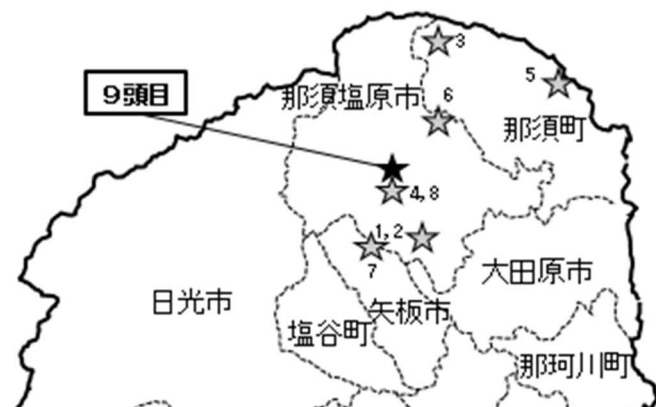 3
5
9頭目
那須塩原市
6
那須町
4,8
1,2
7
大田原市
日光市
矢板市
塩谷町
那珂川町